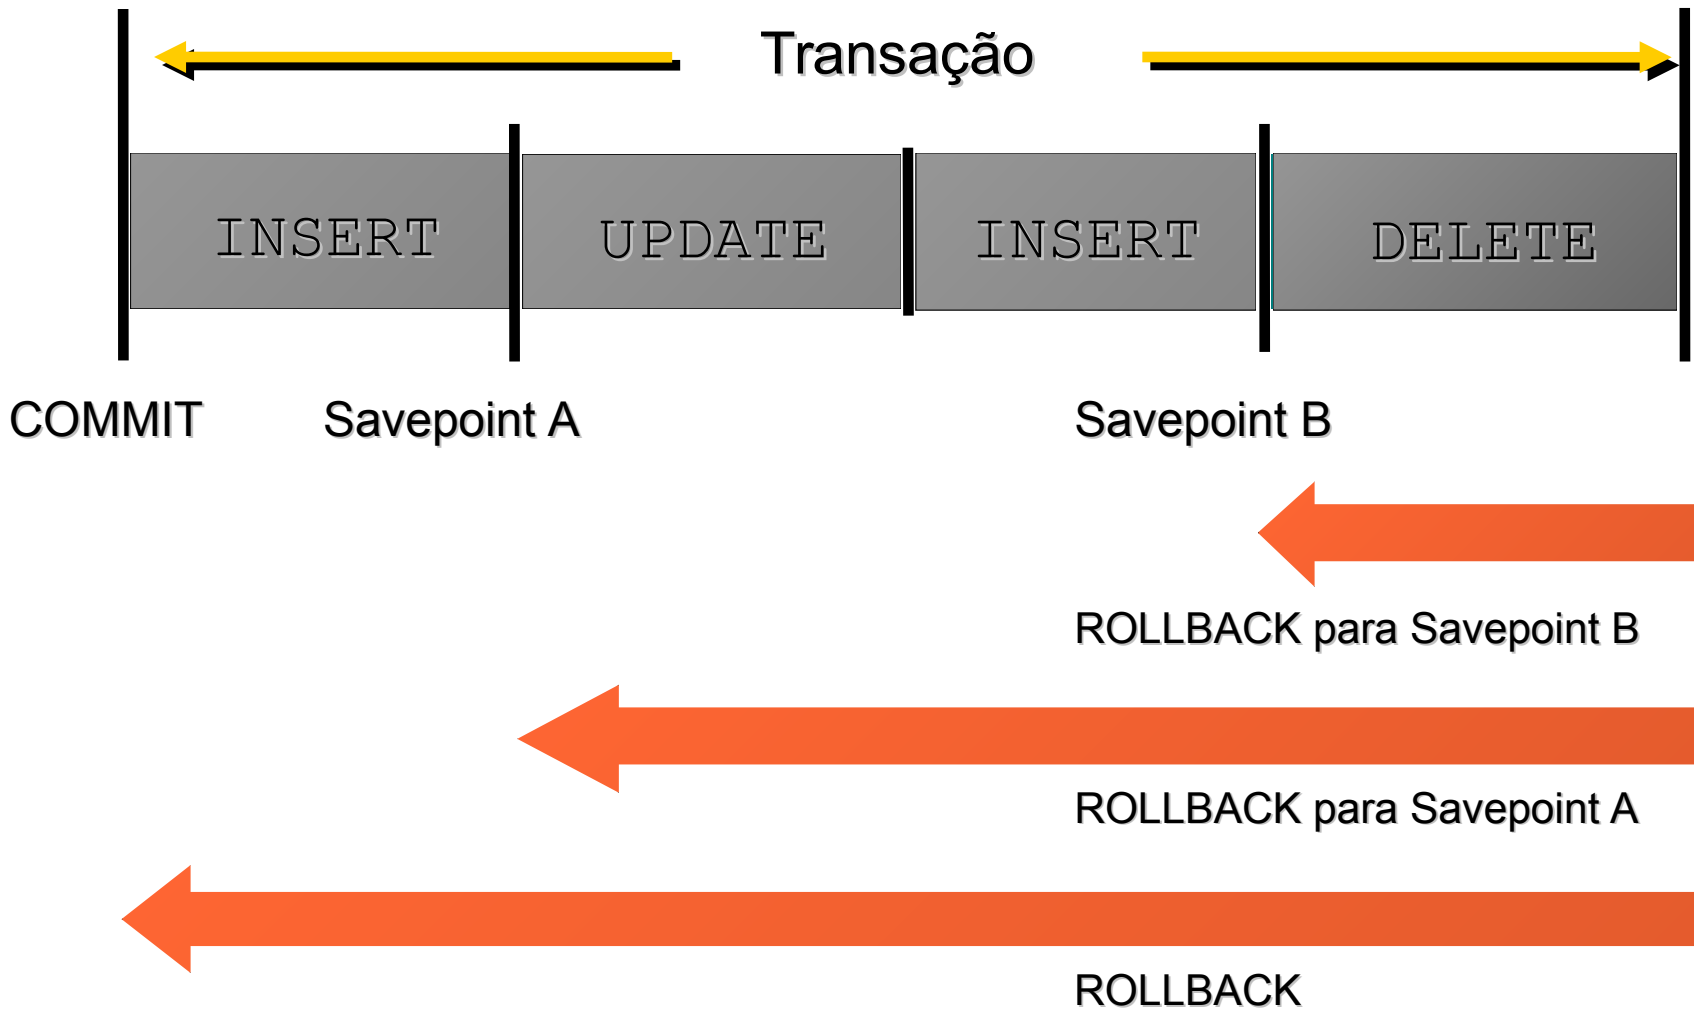 Transação
INSERT
UPDATE
INSERT
DELETE
COMMIT
Savepoint A
Savepoint B
ROLLBACK para Savepoint B
ROLLBACK para Savepoint A
ROLLBACK